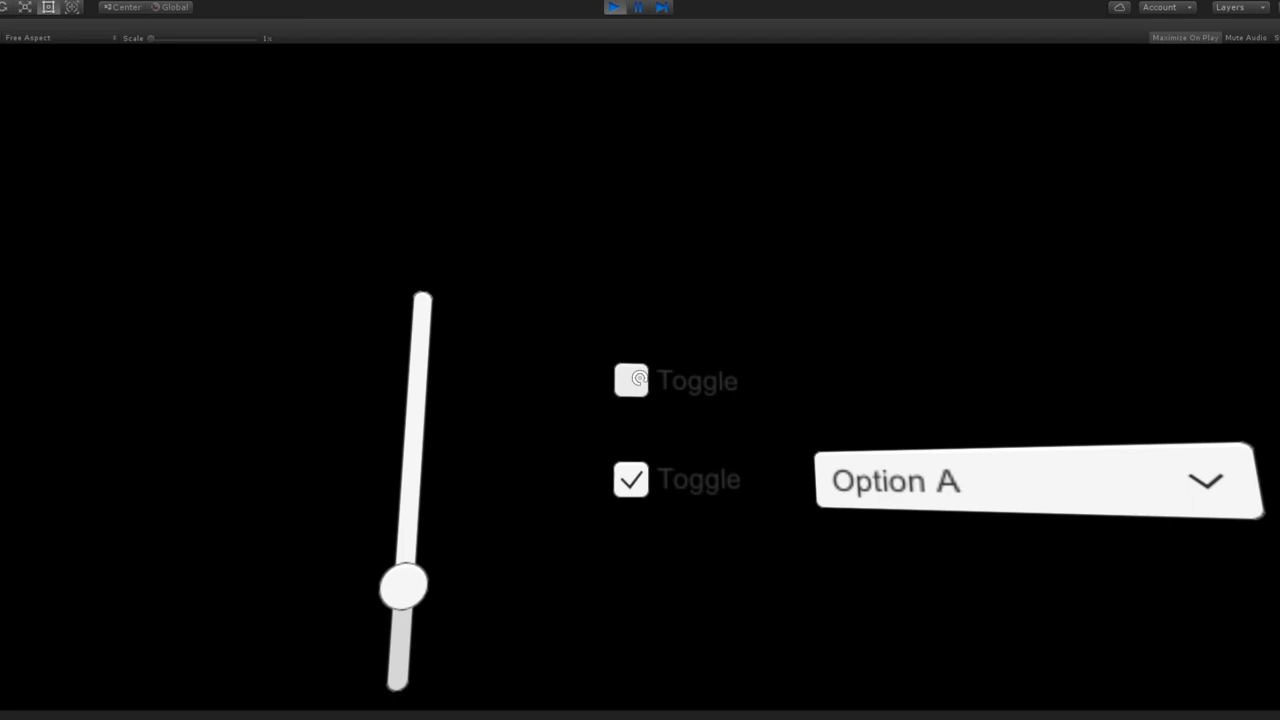 Center Global Account Layers
Free Aspect Scale 1x Maximize On Play Mute Audio
Toggle
Toggle
Option A